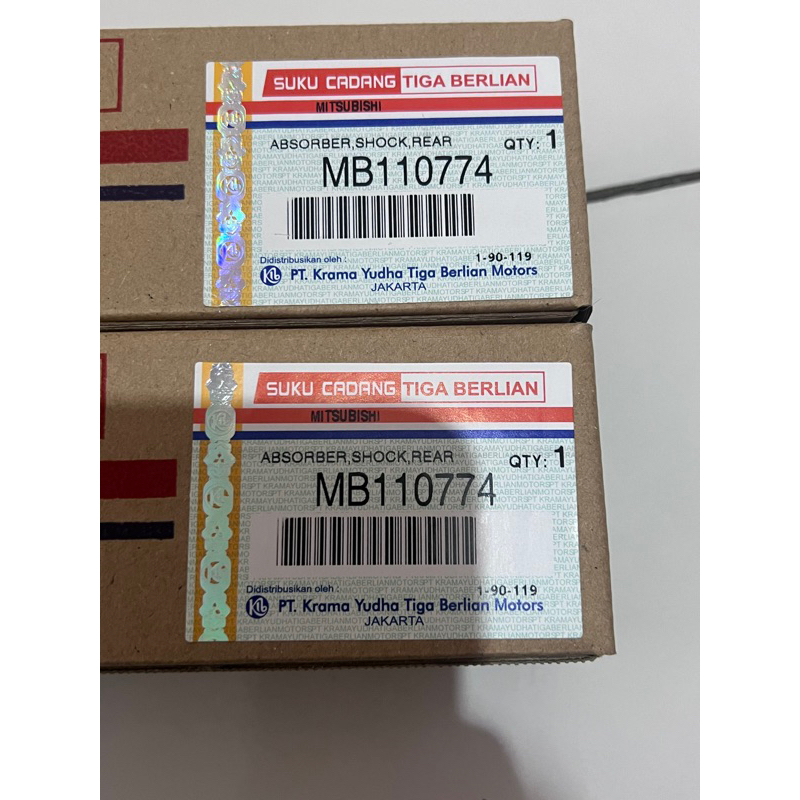 SUKU CADANG TIGA BERLIAN
MITSUBISHI
ABSORBER,SHOCK,REAR QTY: 1
MB110774
Didistribusikan oleh : 1-90-119
PT. Krama Yudha Tiga Berlian Motors
JAKARTA
SUKU CADANG TIGA BERLIAN
MITSUBISHI
ABSORBER,SHOCK,REAR QTY: 1
MB110774
Didistribusikan oleh : 1-90-119
PT. Krama Yudha Tiga Berlian Motors
JAKARTA